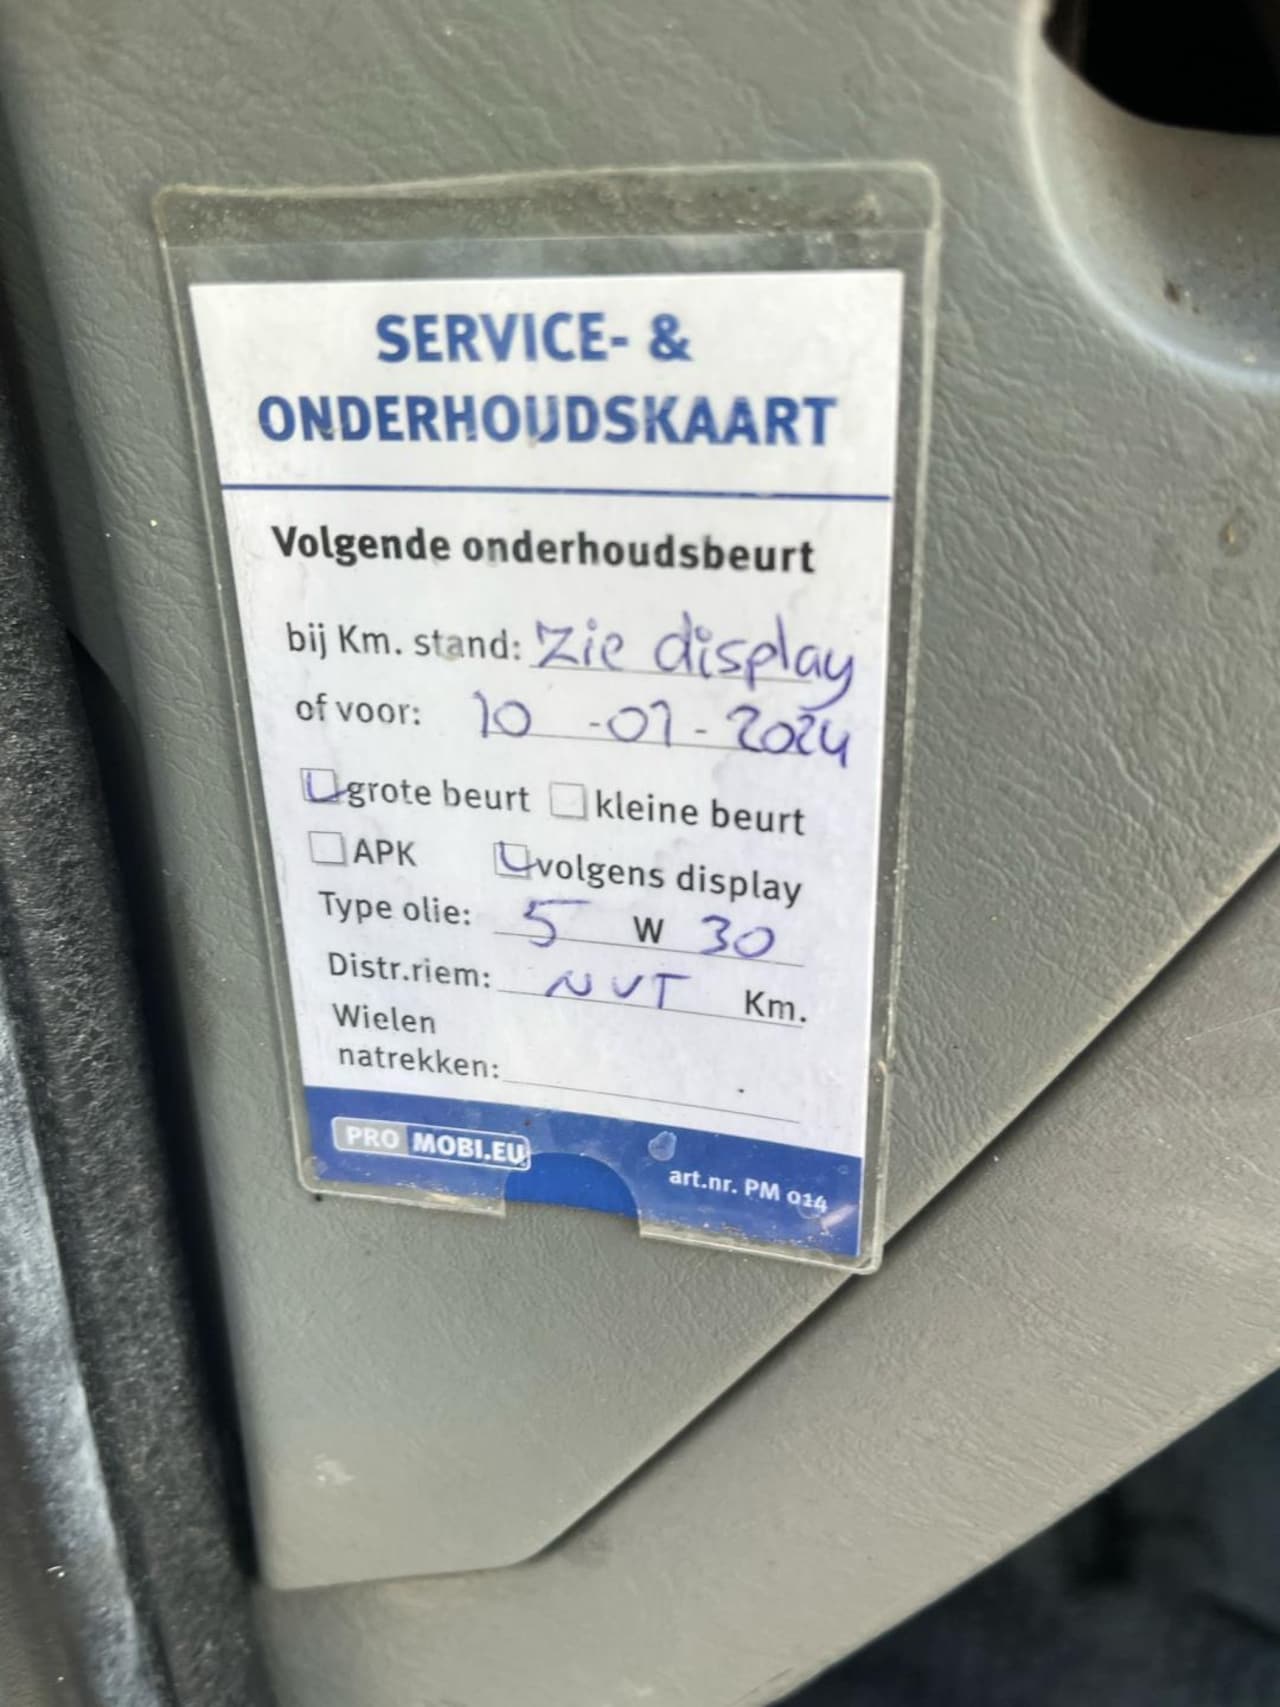 SERVICE- &
ONDERHOUDSKAART
Volgende onderhoudsbeurt
bij Km. stand: Zie display
of voor: 10 -01- 2024
grote beurt kleine beurt
APK volgens display
Type olie: 5 W 30
Distr.riem: NVT Km.
Wielen
natrekken:
PRO MOBI.EU
art.nr. PM 014